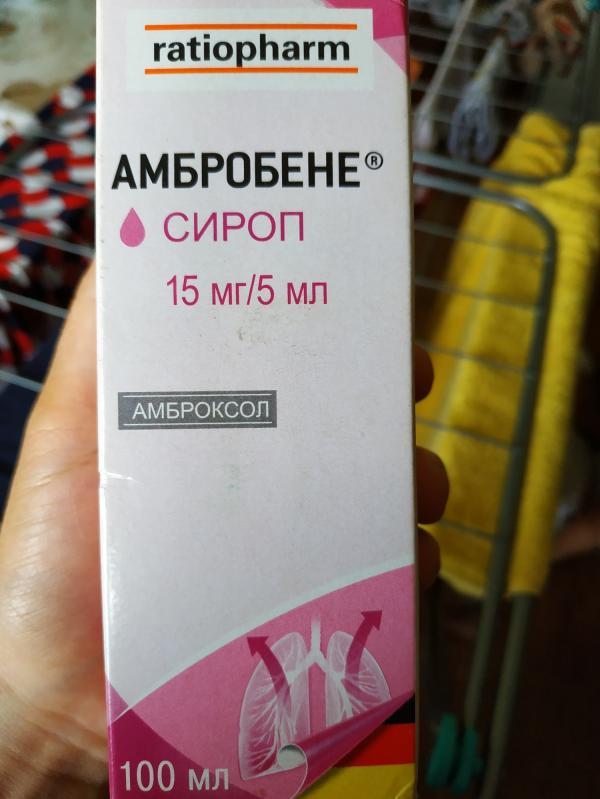 ratiopharm
АМБРОБЕНЕ®
СИРОП
15 мг/5 мл
АМБРОКСОЛ
100 мл